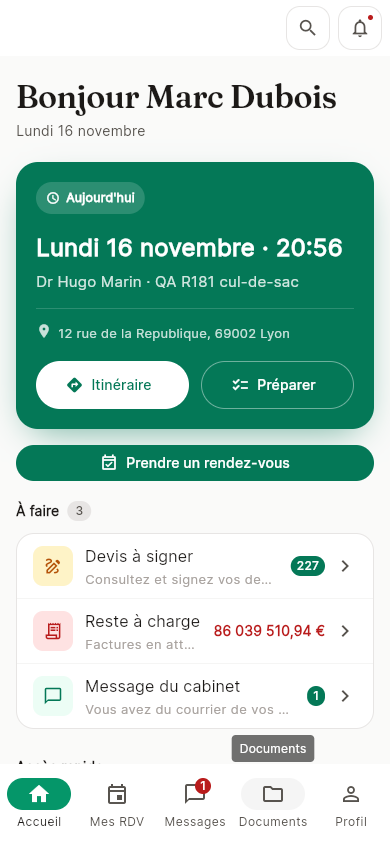 Bonjour Marc Dubois
Lundi 16 novembre
Aujourd'hui
Lundi 16 novembre · 20:56
Dr Hugo Marin · QA R181 cul-de-sac
12 rue de la Republique, 69002 Lyon
Itinéraire
Préparer
Prendre un rendez-vous
À faire 3
Devis à signer
Consultez et signez vos de...
227
Reste à charge
Factures en att...
86 039 510,94 €
Message du cabinet
Vous avez du courrier de vos ...
1
Documents
1
Accueil
Mes RDV
Messages
Documents
Profil